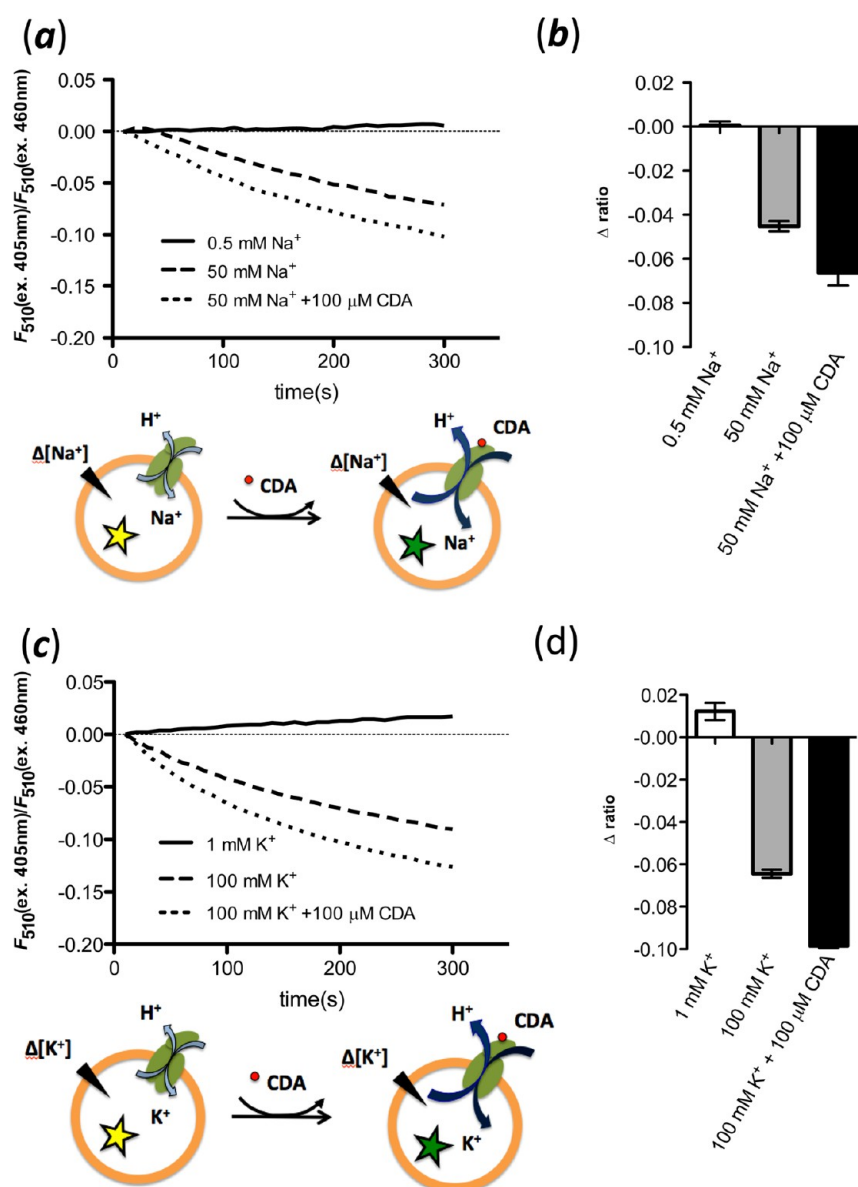 (a)
F510(ex. 405nm)/F510(ex. 460nm)
0.05
0.00
-0.05
-0.10
-0.15
-0.20
0.5 mM Na⁺
50 mM Na⁺
50 mM Na⁺ +100 μM CDA
100
200
300
time(s)
(b)
Δ ratio
0.02
-0.00
-0.02
-0.04
-0.06
-0.08
-0.10
0.5 mM Na⁺
50 mM Na⁺
50 mM Na⁺ +100 μM CDA
H⁺
Δ[Na⁺]
Na⁺
CDA
H⁺
CDA
Δ[Na⁺]
Na⁺
(c)
F510(ex. 405nm)/F510(ex. 460nm)
0.05
0.00
-0.05
-0.10
-0.15
-0.20
1 mM K⁺
100 mM K⁺
100 mM K⁺ +100 μM CDA
0
100
200
300
time(s)
(d)
Δ ratio
0.02
-0.00
-0.02
-0.04
-0.06
-0.08
-0.10
1 mM K⁺
100 mM K⁺
100 mM K⁺ + 100 μM CDA
H⁺
Δ[K⁺]
K⁺
CDA
H⁺
CDA
Δ[K⁺]
K⁺